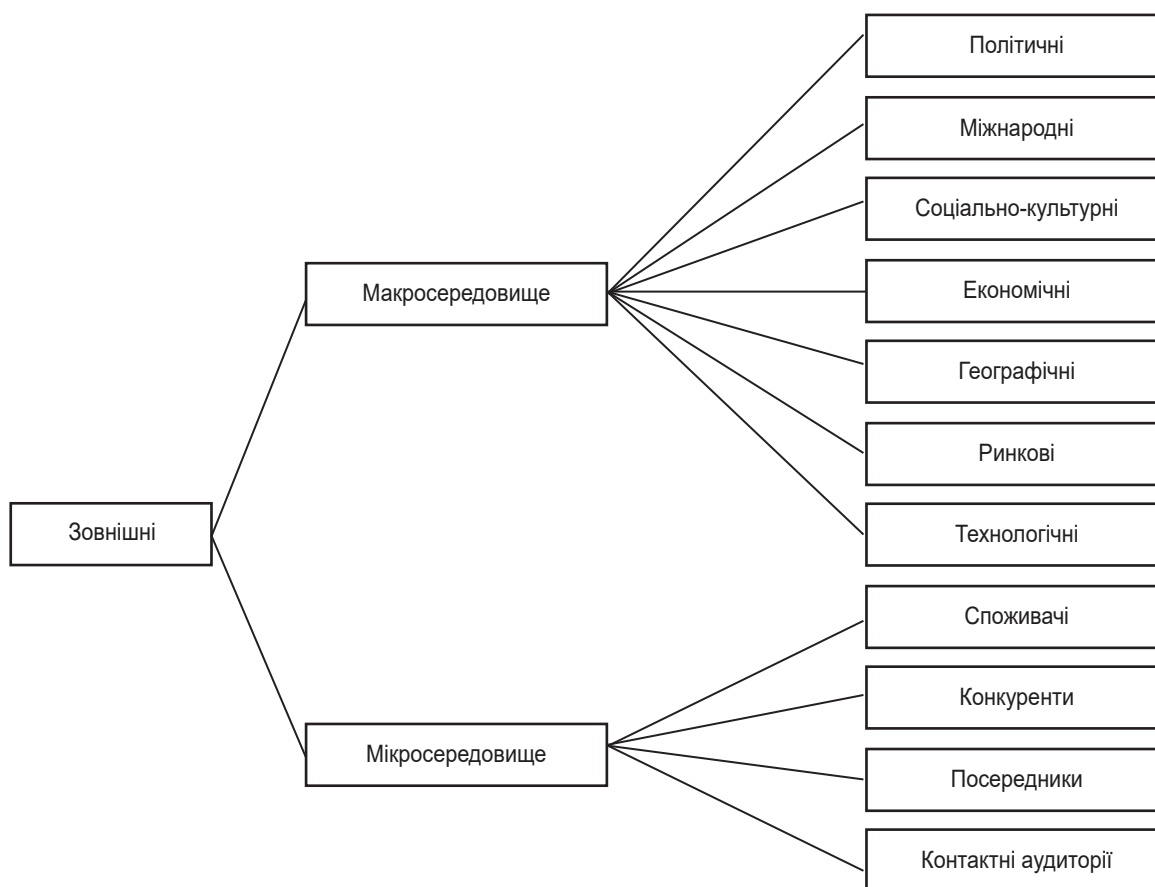 Політичні
Міжнародні
Соціально-культурні
Макросередовище
Економічні
Географічні
Ринкові
Зовнішні
Технологічні
Споживачі
Конкуренти
Мікросередовище
Посередники
Контактні аудиторії